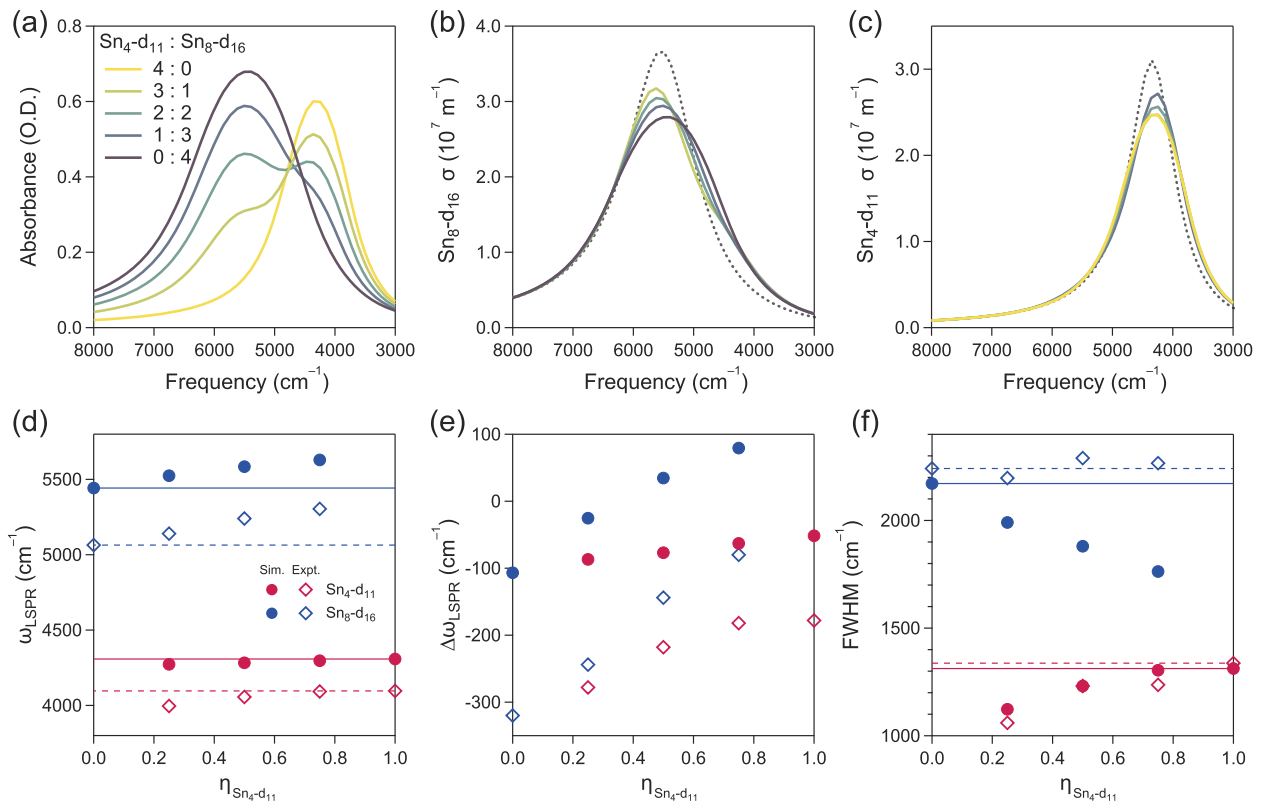 (a)
Absorbance (O.D.)
0.8
0.6
0.4
0.2
0.0
Sn4-d11 : Sn8-d16
4 : 0
3 : 1
2 : 2
1 : 3
0 : 4
8000 7000 6000 5000 4000 3000
Frequency (cm−1)
(b)
Sn8-d16 σ (10⁷ m−1)
4.0
3.0
2.0
1.0
0.0
8000 7000 6000 5000 4000 3000
Frequency (cm−1)
(c)
Sn4-d11 σ (10⁷ m−1)
3.0
2.0
1.0
0.0
8000 7000 6000 5000 4000 3000
Frequency (cm−1)
(d)
ωLSPR (cm−1)
5500
5000
4500
4000
Sim. Expt.
Sn4-d11
Sn8-d16
0.0 0.2 0.4 0.6 0.8 1.0
ηSn4-d11
(e)
ΔωLSPR (cm−1)
100
0
-100
-200
-300
0.0 0.2 0.4 0.6 0.8 1.0
ηSn4-d11
(f)
FWHM (cm−1)
2000
1500
1000
0.0 0.2 0.4 0.6 0.8 1.0
ηSn4-d11